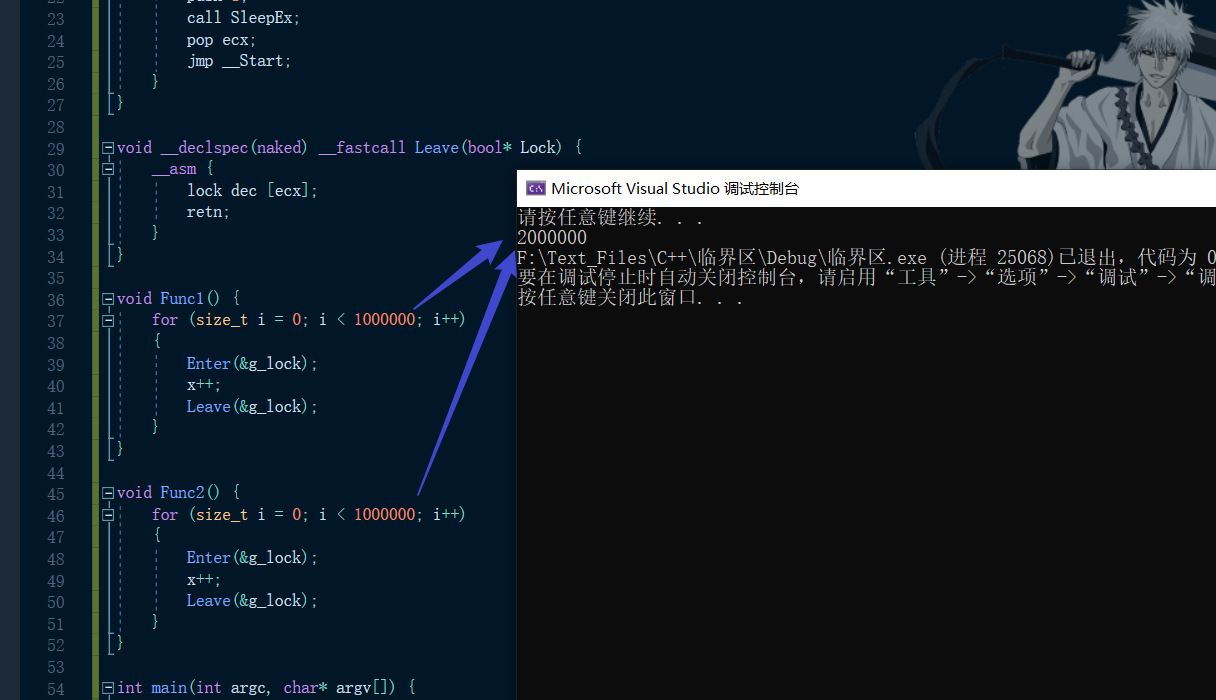 23 call SleepEx;
24 pop ecx;
25 jmp __Start;
26 }
27 }
28
29 void __declspec(naked) __fastcall Leave(bool* Lock) {
30 __asm {
31 lock dec [ecx];
32 retn;
33 }
34 }
35
36 void Func1() {
37 for (size_t i = 0; i < 1000000; i++)
38 {
39 Enter(&g_lock);
40 x++;
41 Leave(&g_lock);
42 }
43 }
44
45 void Func2() {
46 for (size_t i = 0; i < 1000000; i++)
47 {
48 Enter(&g_lock);
49 x++;
50 Leave(&g_lock);
51 }
52 }
53
54 int main(int argc, char* argv[]) {
C:\ Microsoft Visual Studio 调试控制台
请按任意键继续. . .
2000000
F:\Text_Files\C++\临界区\Debug\临界区.exe (进程 25068)已退出，代码为 0
要在调试停止时自动关闭控制台，请启用“工具”->“选项”->“调试”->“调
按任意键关闭此窗口. . .